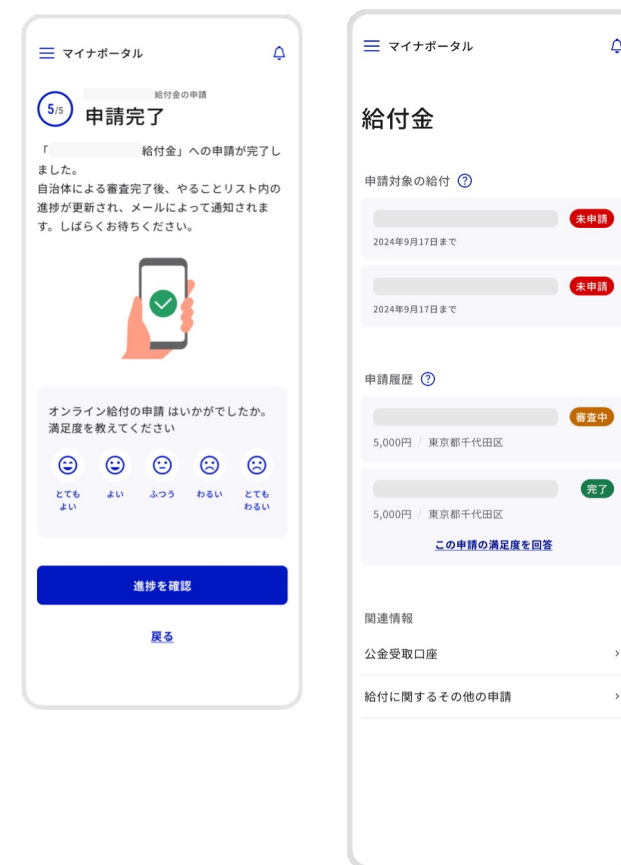 マイナポータル
給付金の申請
5/5
申請完了
「 給付金」への申請が完了し
ました。
自治体による審査完了後、やることリスト内の
進捗が更新され、メールによって通知されま
す。しばらくお待ちください。
オンライン給付の申請 はいかがでしたか。
満足度を教えてください
とても よい ふつう わるい とても
よい わるい
進捗を確認
戻る
マイナポータル
給付金
申請対象の給付 ?
未申請
2024年9月17日まで
未申請
2024年9月17日まで
申請履歴 ?
審査中
5,000円 / 東京都千代田区
完了
5,000円 / 東京都千代田区
この申請の満足度を回答
関連情報
公金受取口座
給付に関するその他の申請